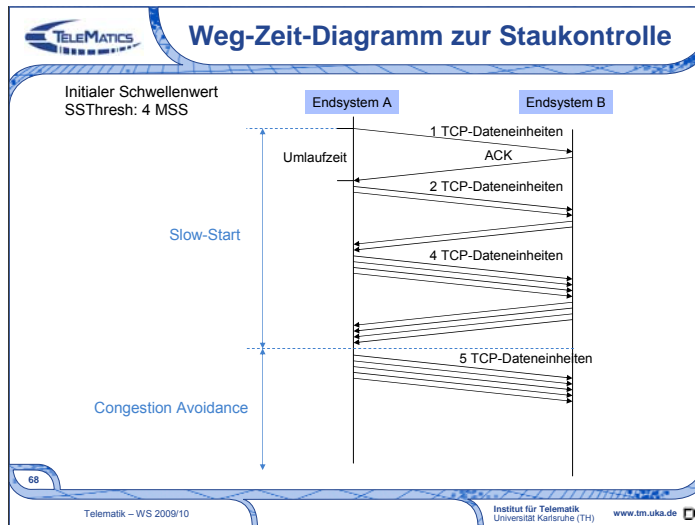 TELEMATICS
Weg-Zeit-Diagramm zur Staukontrolle
Initialer Schwellenwert
SSThresh: 4 MSS
Endsystem A
Endsystem B
1 TCP-Dateneinheiten
Umlaufzeit
ACK
2 TCP-Dateneinheiten
Slow-Start
4 TCP-Dateneinheiten
5 TCP-Dateneinheiten
Congestion Avoidance
68
Telematik – WS 2009/10
Institut für Telematik
Universität Karlsruhe (TH)
www.tm.uka.de